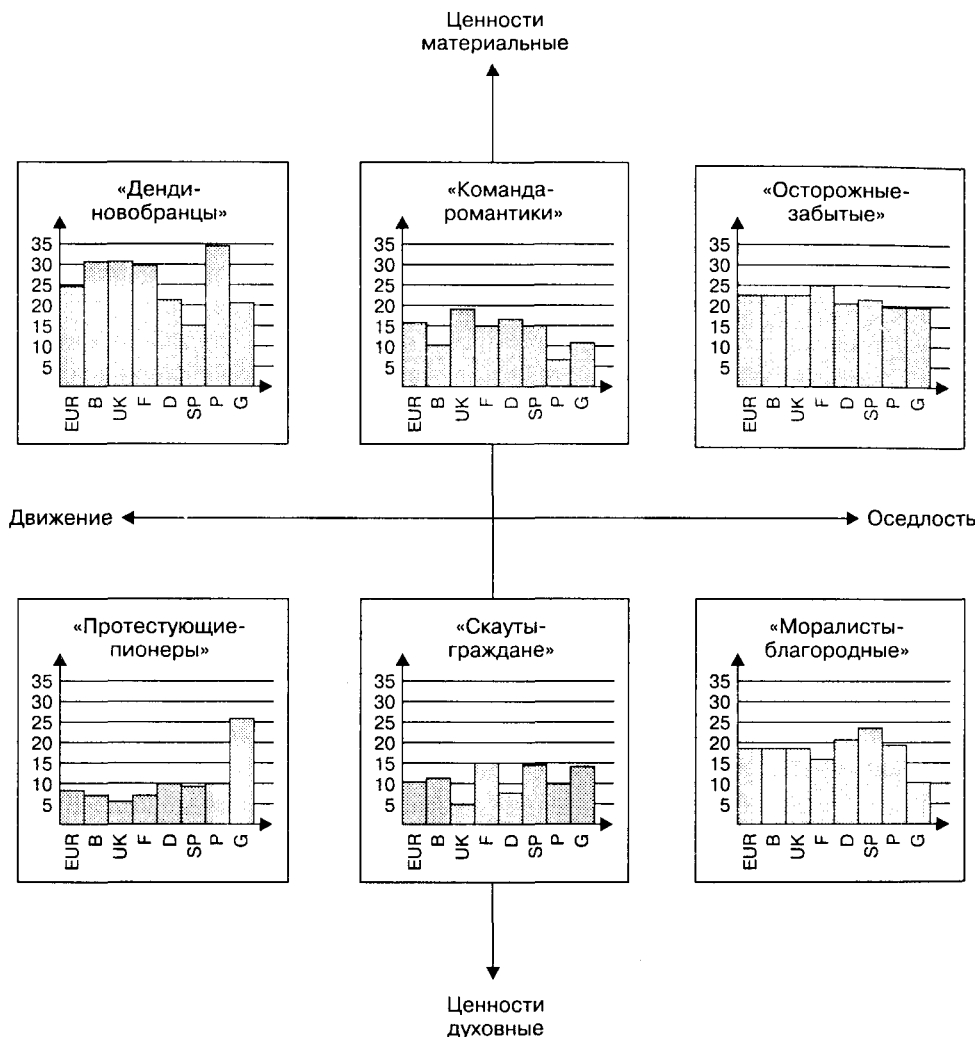 Ценности
материальные
«Денди-
новобранцы»
35
30
25
20
15
10
5
EUR B UK F D SP P G
«Команда-
романтики»
35
30
25
20
15
10
5
EUR B UK F D SP P G
«Осторожные-
забытые»
35
30
25
20
15
10
5
EUR B UK F D SP P G
Движение
Оседлость
«Протестующие-
пионеры»
35
30
25
20
15
10
5
EUR B UK F D SP P G
«Скауты-
граждане»
35
30
25
20
15
10
5
EUR B UK F D SP P G
«Моралисты-
благородные»
35
30
25
20
15
10
5
EUR B UK F D SP P G
Ценности
духовные